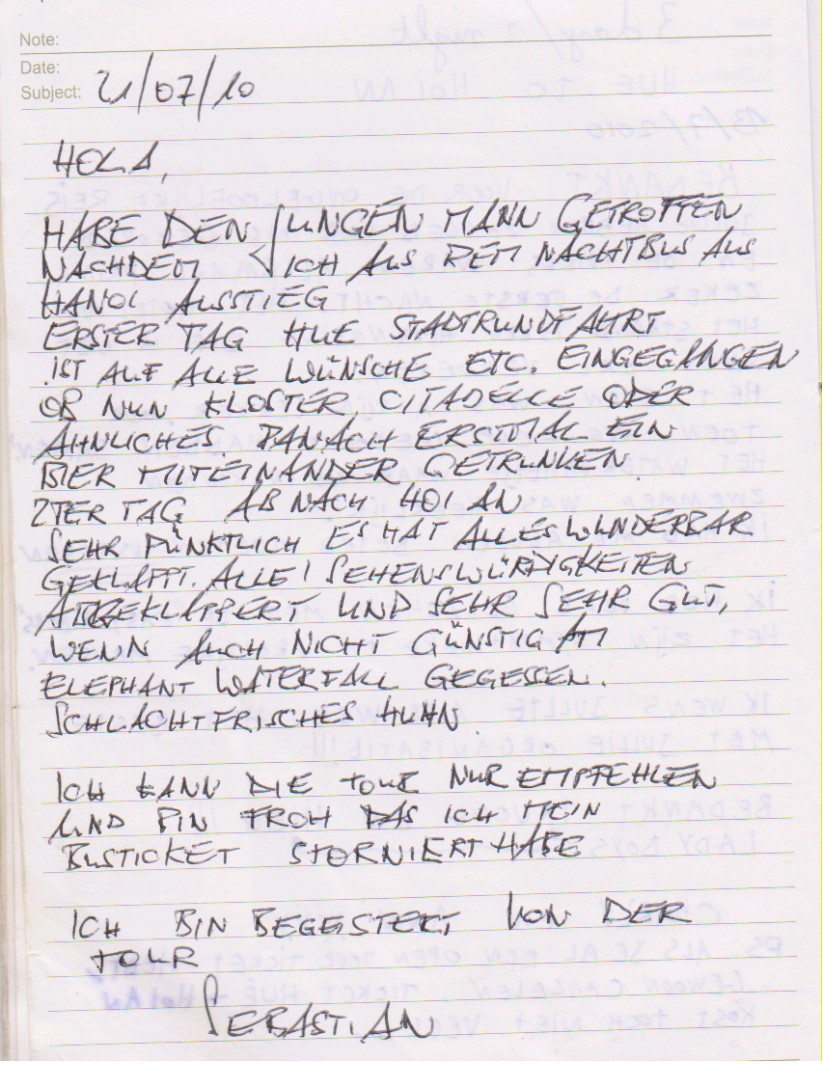 Note:
Date:
Subject: 21/07/10
HOLA,
HABE DEN JUNGEN MANN GETROFFEN
NACHDEM ICH AUS DEM NACHTBUS AUS
HANOI AUSSTIEG
ERSTER TAG HUE STADTRUNDFAHRT
IST AUF ALLE WÜNSCHE ETC. EINGEGANGEN
OB NUN KLOSTER, CITADELLE ODER
ÄHNLICHES. DANACH ERSTMAL EIN
BIER MITEINANDER GETRUNKEN.
2TER TAG AB NACH HOI AN
SEHR PÜNKTLICH ES HAT ALLES WUNDERBAR
GEKLAPPT. ALLE SEHENSWÜRDIGKEITEN
ABGEKLAPPERT UND SEHR SEHR GUT,
WENN AUCH NICHT GÜNSTIG AM
ELEPHANT WATERFALL GEGESSEN.
SCHLACHTFRISCHES HUHN.
ICH KANN DIE TOUR NUR EMPFEHLEN
UND BIN FROH DAS ICH MEIN
BUSTICKET STORNIERT HABE
ICH BIN BEGEISTERT VON DER
TOUR
SEBASTIAN